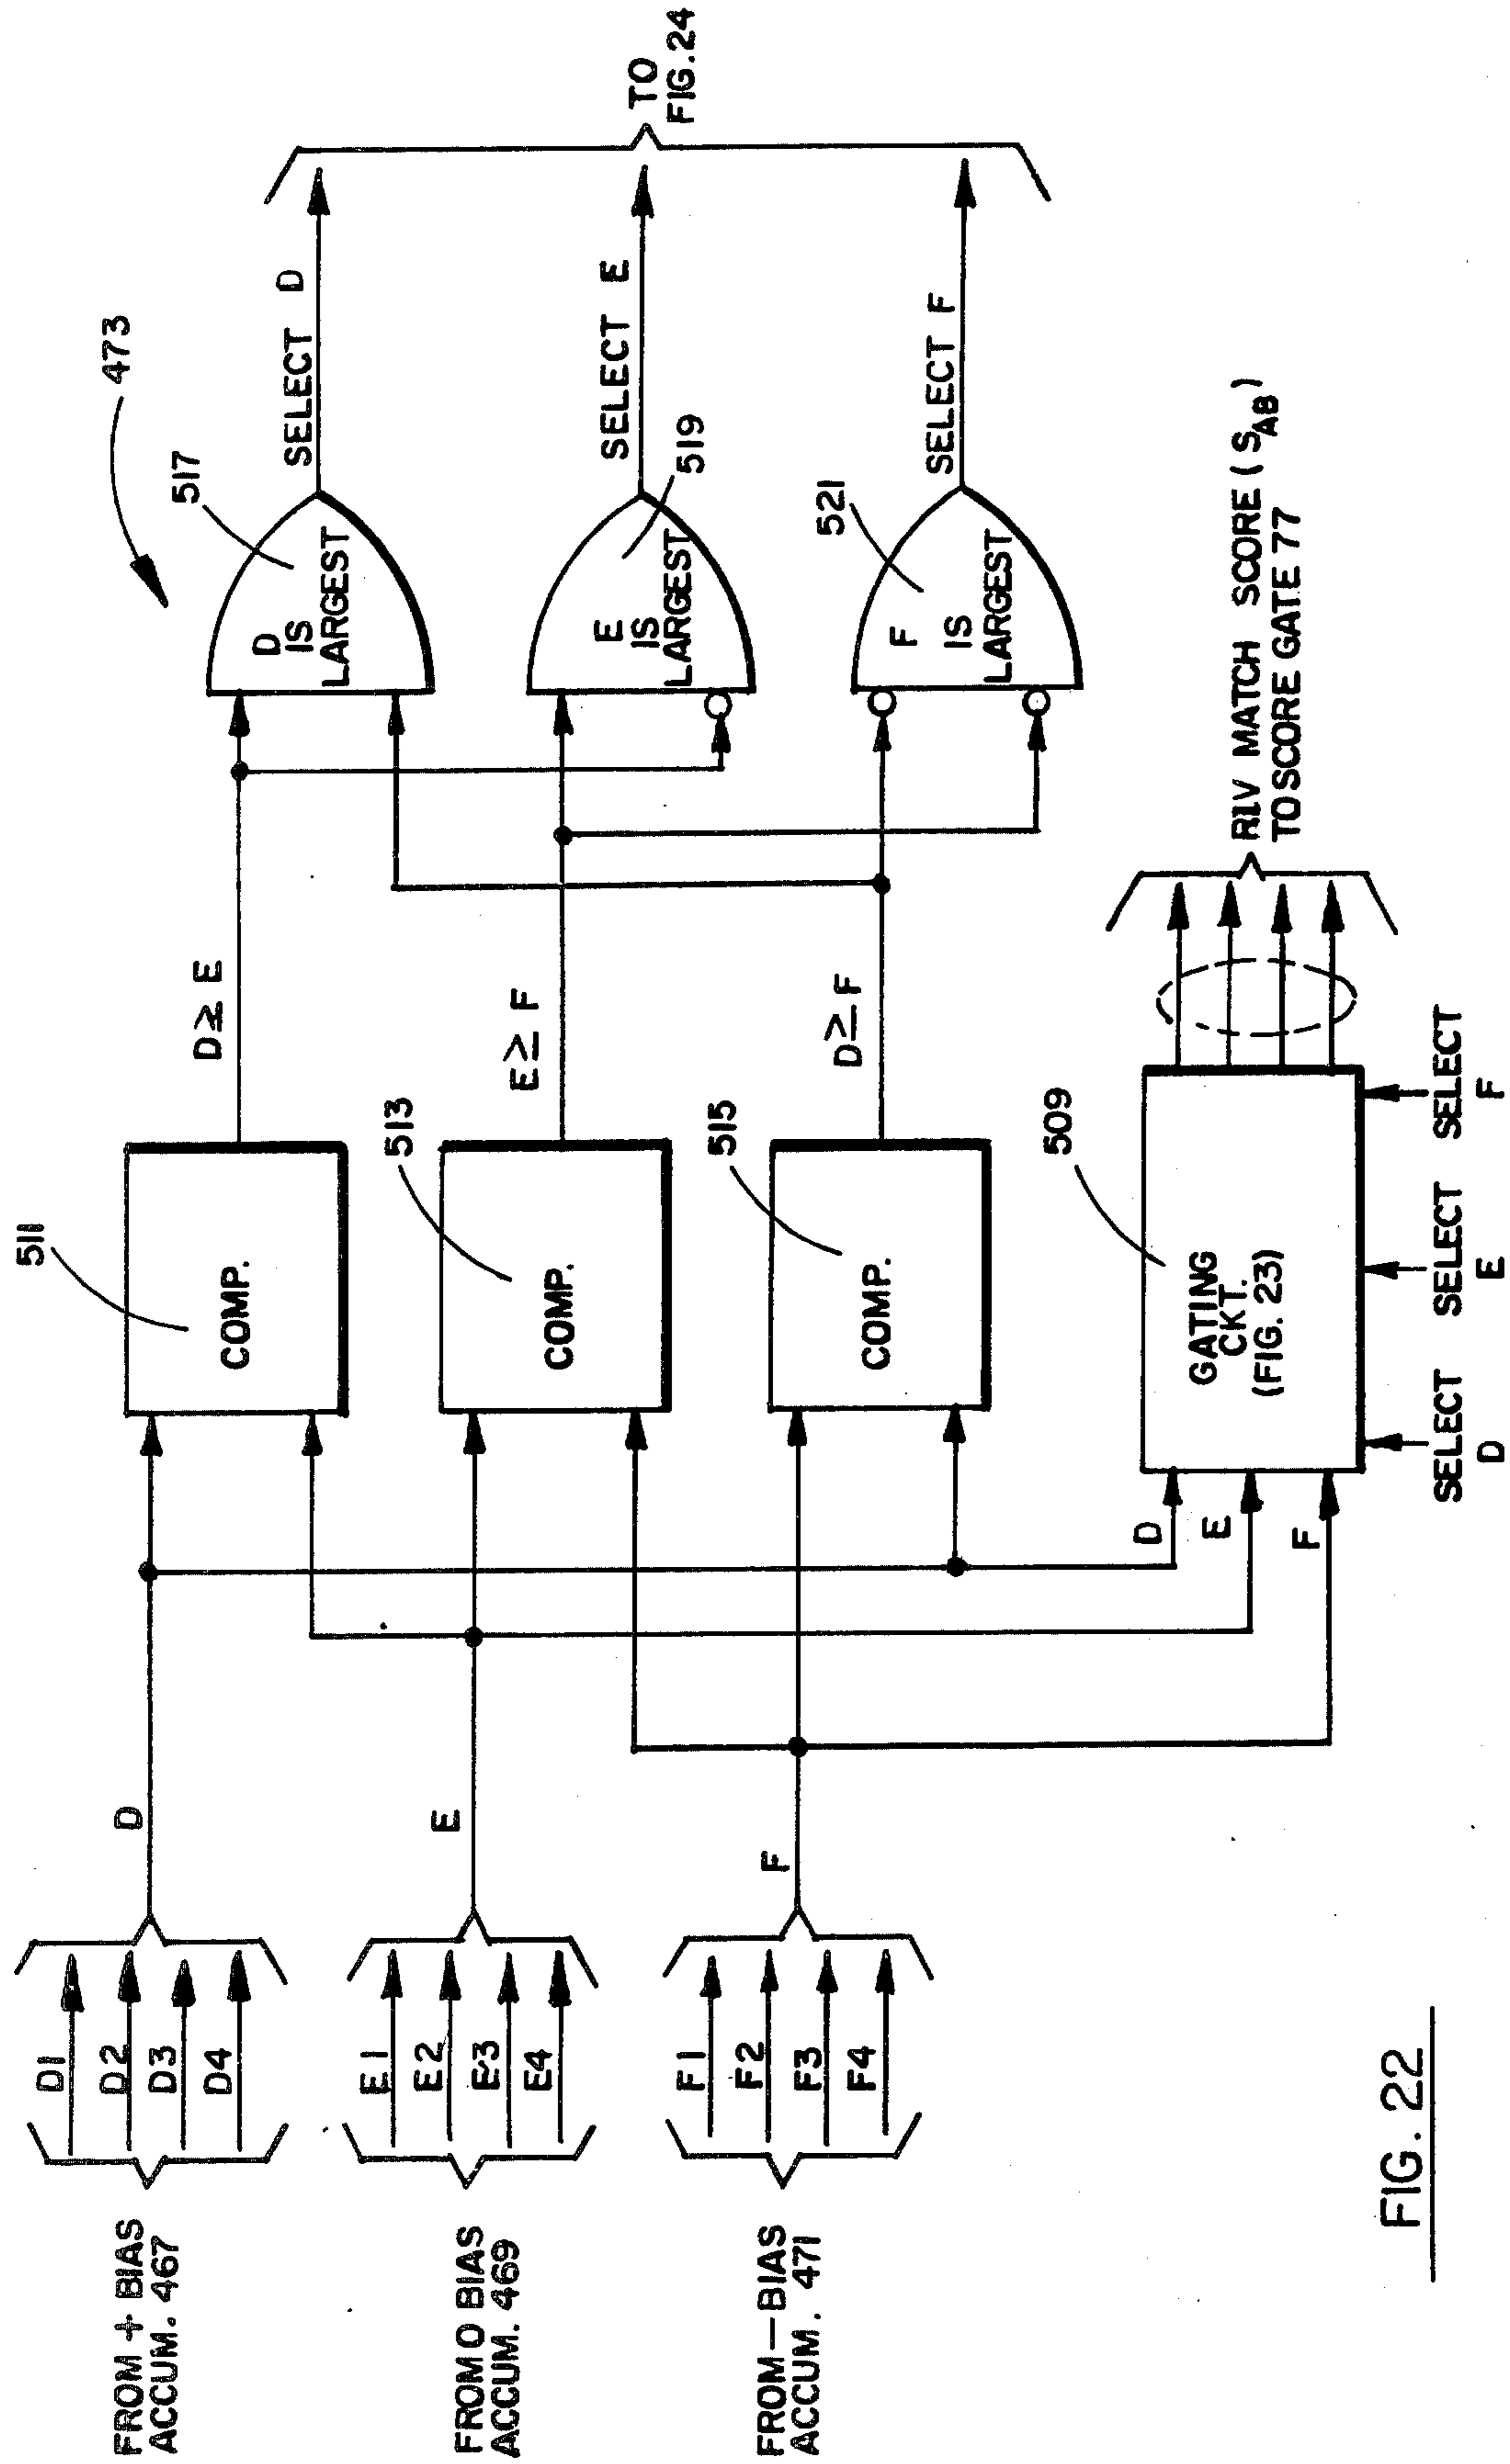 473
FROM + BIAS
ACCUM. 467
D1
D2
D3
D4
D
511
COMP.
D≥E
517
D
IS
LARGEST
SELECT D
FROM 0 BIAS
ACCUM. 469
E1
E2
E3
E4
E
513
COMP.
E≥F
519
E
IS
LARGEST
SELECT E
TO
FIG.24
FROM—BIAS
ACCUM. 471
F1
F2
F3
F4
F
515
COMP.
D≥F
521
F
IS
LARGEST
SELECT F
D
E
F
509
GATING
CKT.
(FIG. 23)
RIV MATCH SCORE (SAB)
TO SCORE GATE 77
SELECT
D
SELECT
E
SELECT
F
FIG. 22